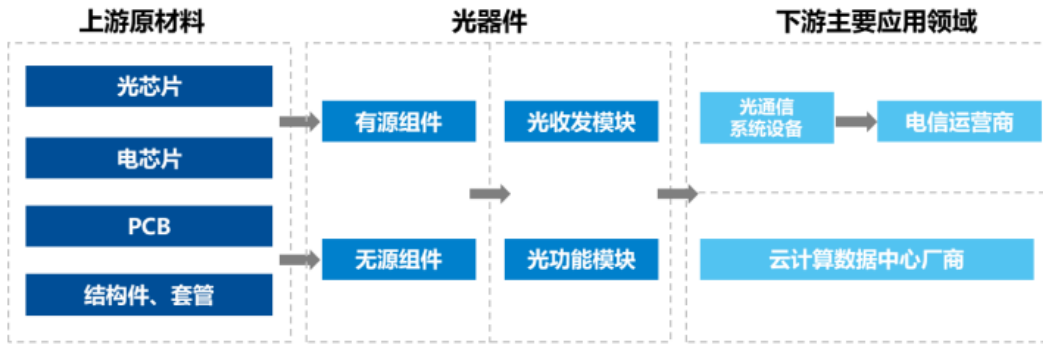 上游原材料
光芯片
电芯片
PCB
结构件、套管
光器件
有源组件
无源组件
光收发模块
光功能模块
下游主要应用领域
光通信
系统设备
电信运营商
云计算数据中心厂商